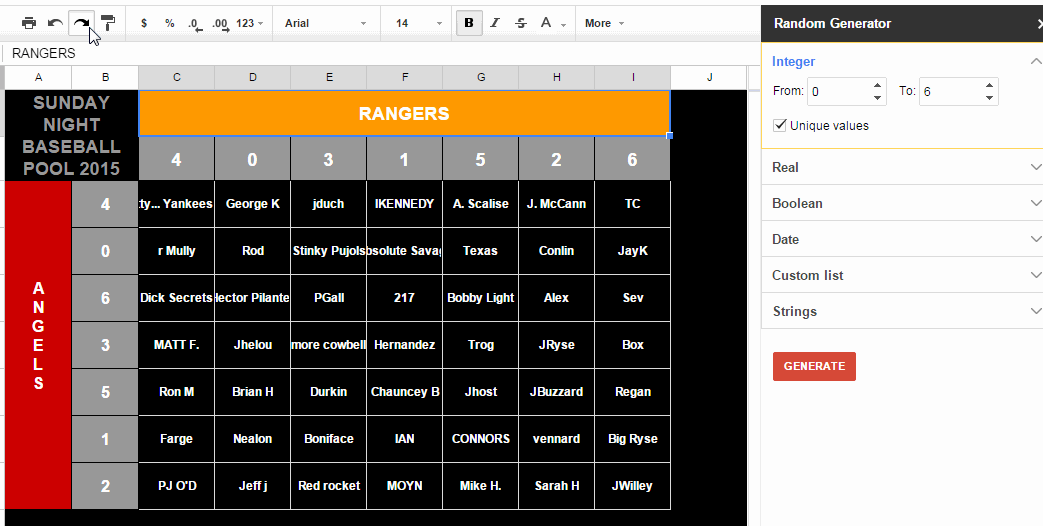 $ % .0 .00 123 Arial 14 B I S A More
RANGERS
A B C D E F G H I J
SUNDAY
NIGHT
BASEBALL
POOL 2015
RANGERS
4 0 3 1 5 2 6
A
N
G
E
L
S
4 ty... Yankees George K jduch IKENNEDY A. Scalise J. McCann TC
0 r Mully Rod Stinky Pujols bsolute Savag Texas Conlin JayK
6 Dick Secrets Hector Pilante PGall 217 Bobby Light Alex Sev
3 MATT F. Jhelou more cowbell Hernandez Trog JRyse Box
5 Ron M Brian H Durkin Chauncey B Jhost JBuzzard Regan
1 Farge Nealon Boniface IAN CONNORS vennard Big Ryse
2 PJ O'D Jeff j Red rocket MOYN Mike H. Sarah H JWilley
Random Generator
Integer
From: 0 To: 6
Unique values
Real
Boolean
Date
Custom list
Strings
GENERATE